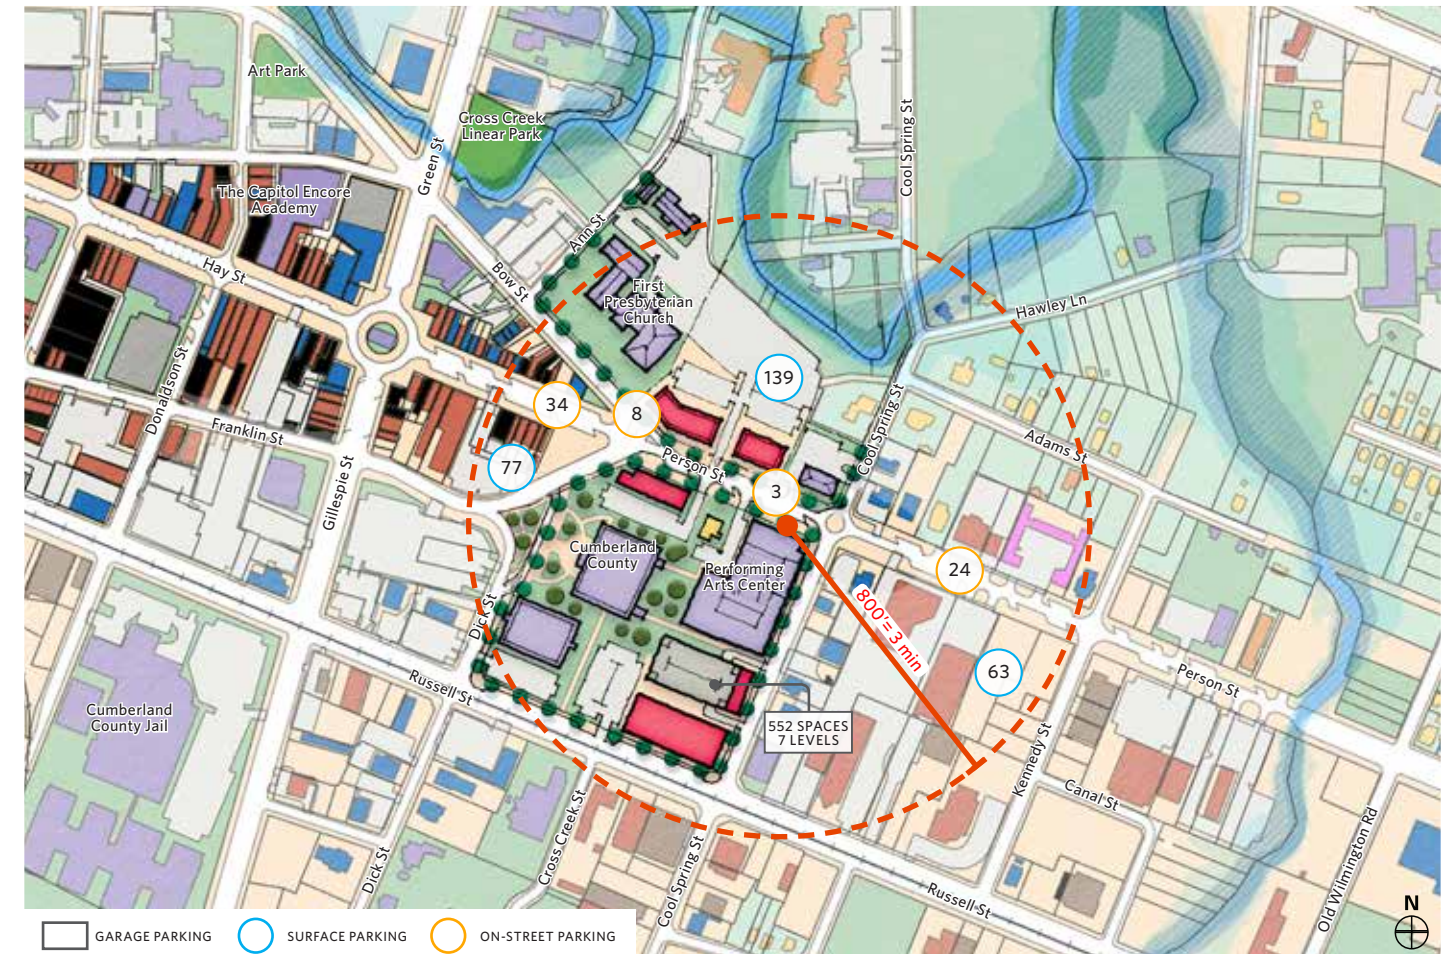 Art Park
Cross Creek
Linear Park
Green St
Cool Spring St
The Capitol Encore
Academy
Ann St
Hay St
Bow St
First
Presbyterian
Church
Hawley Ln
139
34
8
Donaldson St
Franklin St
Gillespie St
77
Person St
Cool Spring St
Adams St
3
Cumberland
County
Performing
Arts Center
24
800'= 3 min
Dick St
63
Person St
Russell St
Cumberland
County Jail
552 SPACES
7 LEVELS
Kennedy St
Canal St
Cross Creek St
Dick St
Cool Spring St
Russell St
Old Wilmington Rd
N
GARAGE PARKING
SURFACE PARKING
ON-STREET PARKING